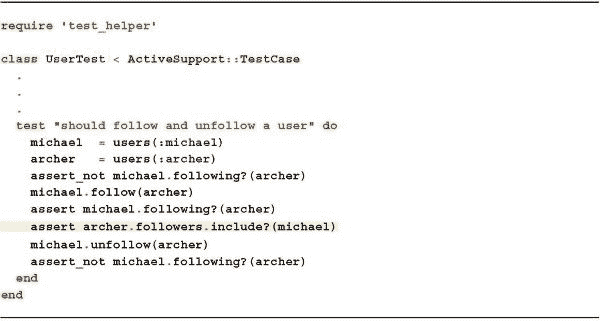 require 'test_helper'
class UserTest < ActiveSupport::TestCase
  .
  .
  .
  test "should follow and unfollow a user" do
    michael  = users(:michael)
    archer   = users(:archer)
    assert_not michael.following?(archer)
    michael.follow(archer)
    assert michael.following?(archer)
    assert archer.followers.include?(michael)
    michael.unfollow(archer)
    assert_not michael.following?(archer)
  end
end